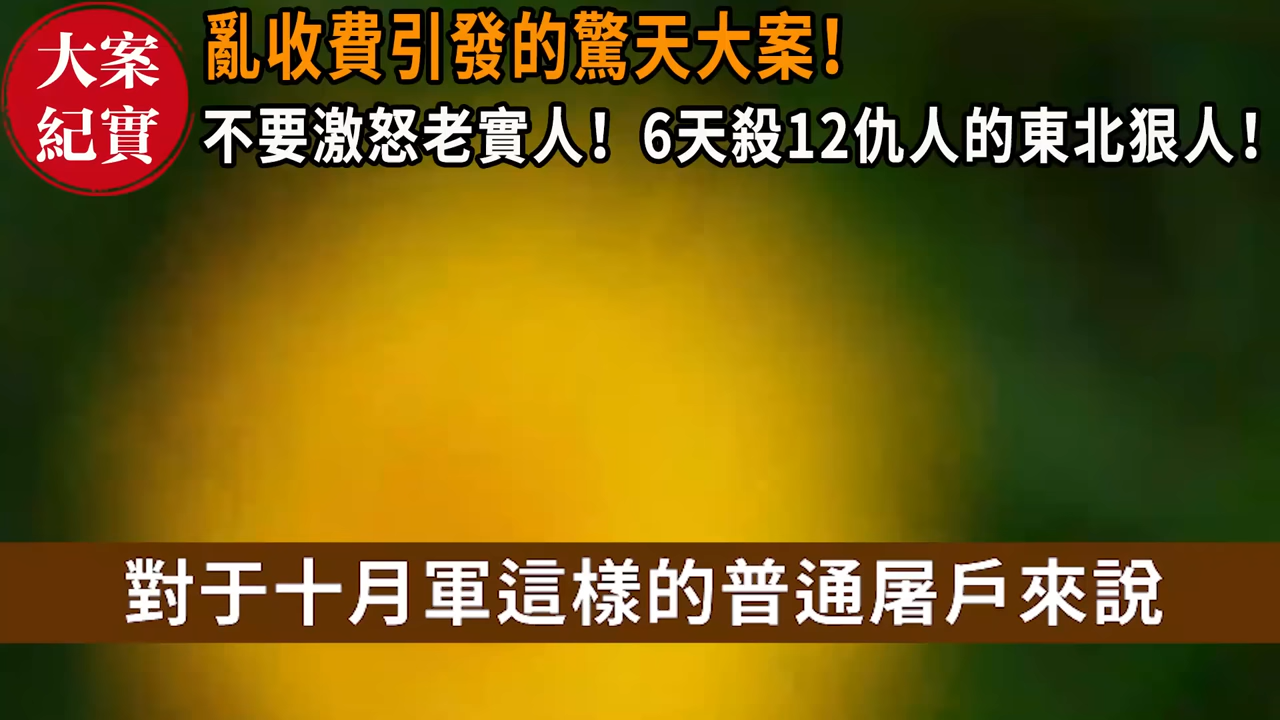 大案
紀實
亂收費引發的驚天大案！
不要激怒老實人！6天殺12仇人的東北狠人！
對于十月軍這樣的普通屠戶來說